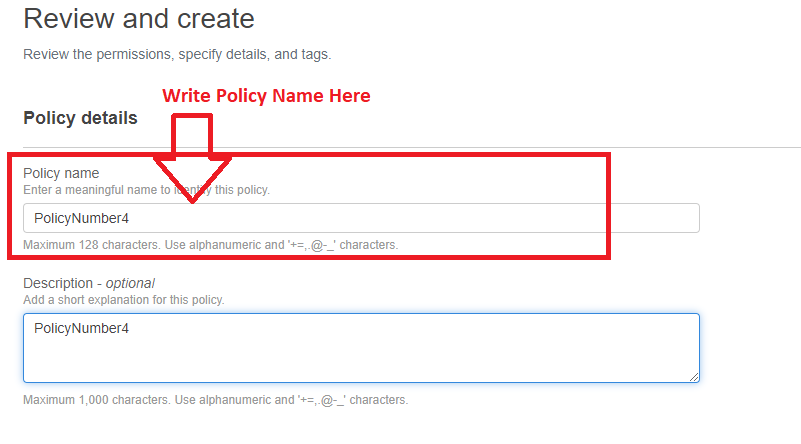 Review and create
Review the permissions, specify details, and tags.
Write Policy Name Here
Policy details
Policy name
Enter a meaningful name to identify this policy.
PolicyNumber4
Maximum 128 characters. Use alphanumeric and '+=,.@-_' characters.
Description - optional
Add a short explanation for this policy.
PolicyNumber4
Maximum 1,000 characters. Use alphanumeric and '+=,.@-_' characters.